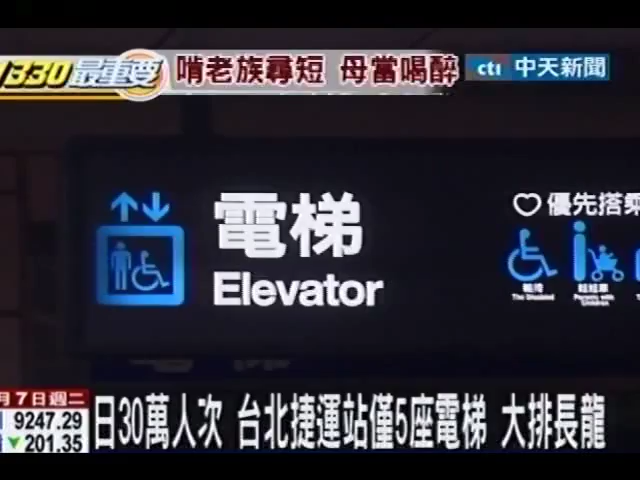 1330最重要
啃老族尋短 母當喝醉
cti 中天新聞
電梯
Elevator
優先搭乘
The Disabled
Parents with
Children
月7日週二
9247.29
201.35
日30萬人次 台北捷運站僅5座電梯 大排長龍